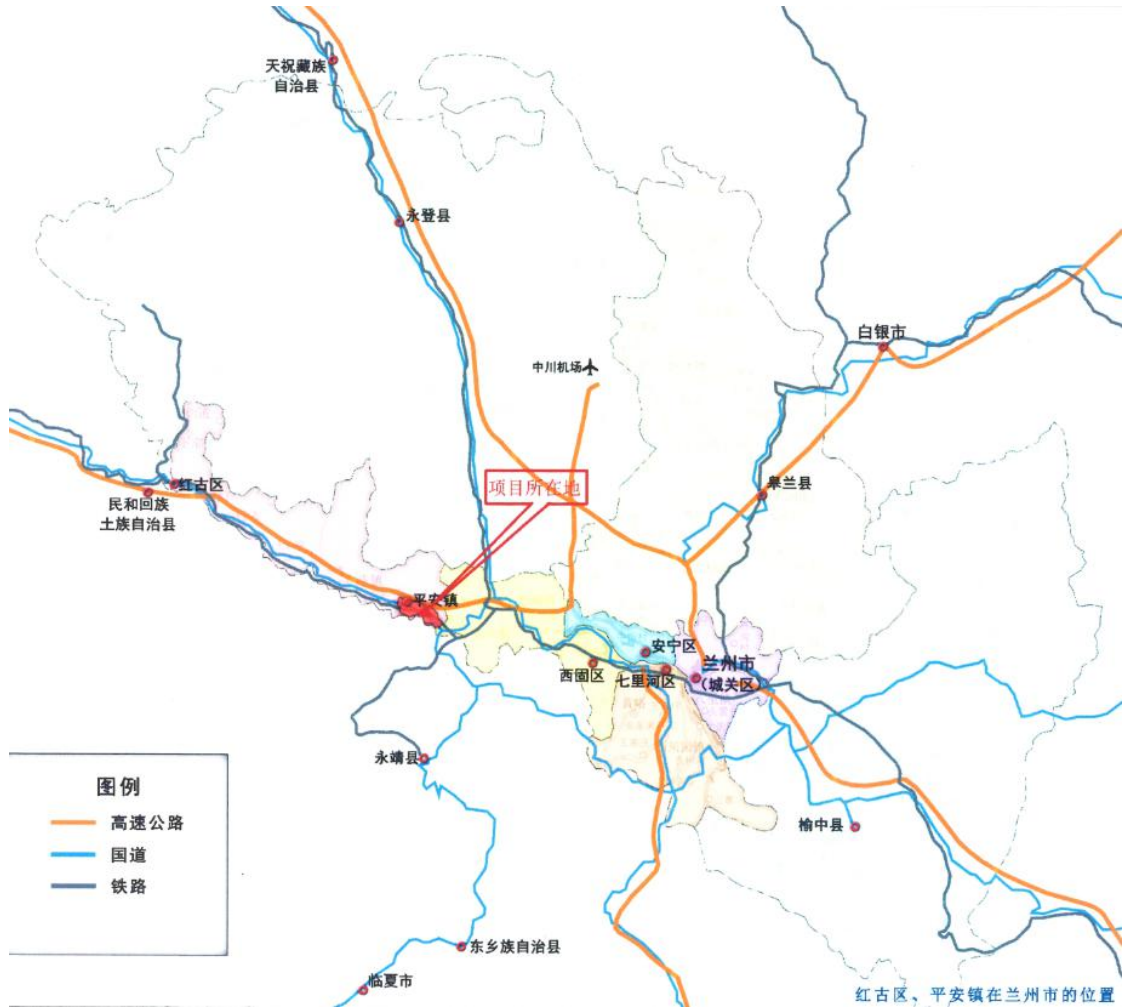 天祝藏族
自治县
永登县
白银市
中川机场
皋兰县
项目所在地
红古区
民和回族
土族自治县
平安镇
安宁区
西固区
七里河区
兰州市
（城关区）
永靖县
榆中县
图例
高速公路
国道
铁路
东乡族自治县
临夏市
红古区、平安镇在兰州市的位置